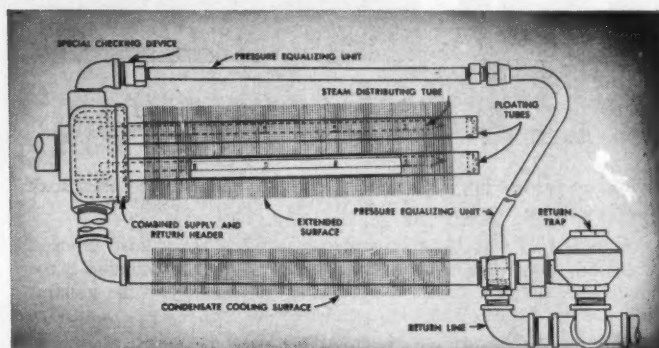 SPECIAL CHECKING DEVICE
PRESSURE EQUALIZING UNIT
STEAM DISTRIBUTING TUBE
FLOATING
TUBES
COMBINED SUPPLY AND
RETURN HEADER
EXTENDED
SURFACE
PRESSURE EQUALIZING UNIT
RETURN
TRAP
CONDENSATE COOLING SURFACE
RETURN LINE